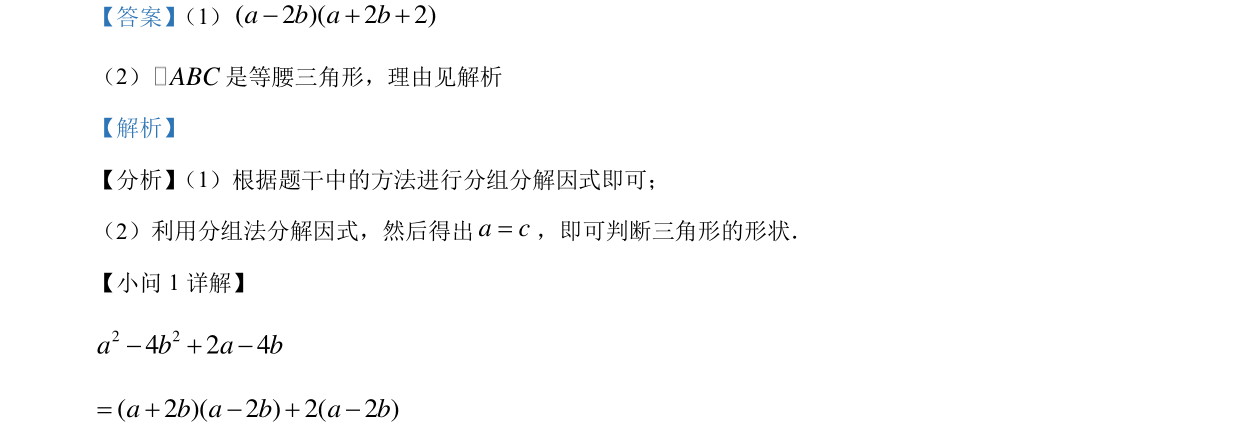 【答案】（1）(a－2b)(a＋2b＋2)
（2）□ABC 是等腰三角形，理由见解析
【解析】
【分析】（1）根据题干中的方法进行分组分解因式即可；
（2）利用分组法分解因式，然后得出 a＝c，即可判断三角形的形状．
【小问 1 详解】
a²－4b²＋2a－4b
＝(a＋2b)(a－2b)＋2(a－2b)